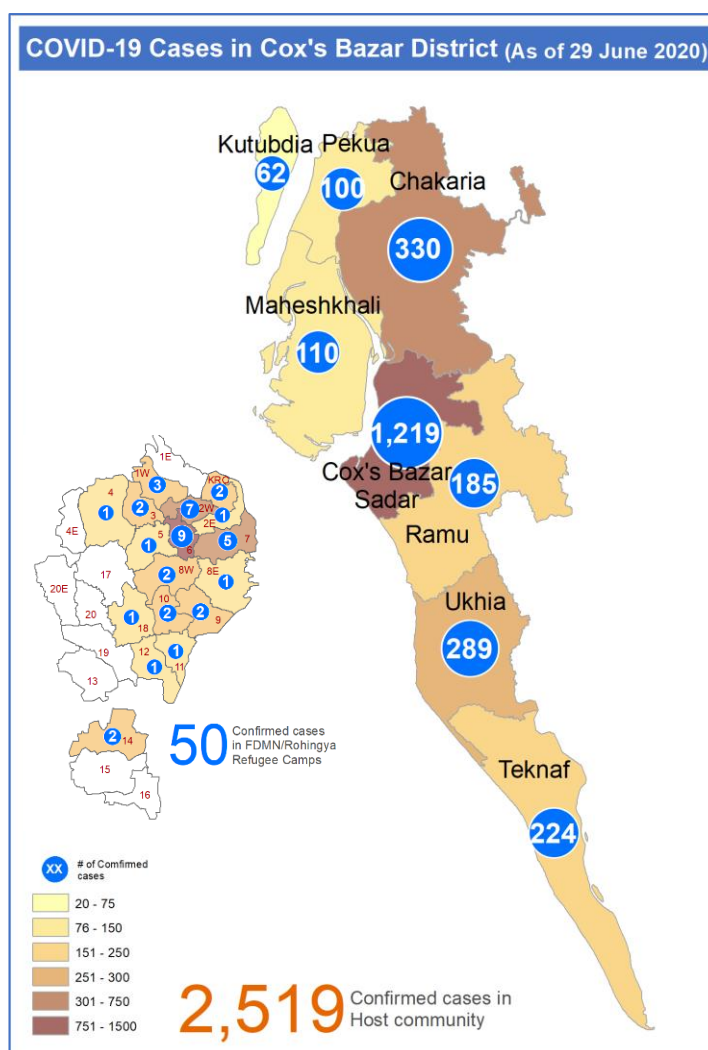 COVID-19 Cases in Cox's Bazar District (As of 29 June 2020)
Kutubdia
62
Pekua
100
Chakaria
330
Maheshkhali
110
1,219
Cox's Bazar
Sadar
185
Ramu
Ukhia
289
Teknaf
224
1E
1W
3
KRC
2
4
1
2
3
7
2W
1
2E
4E
5
1
9
6
5
7
17
2
8W
8E
1
20E
20
10
2
2
9
1
18
19
12
1
1
11
13
2
14
15
16
50
Confirmed cases
in FDMN/Rohingya
Refugee Camps
XX
# of Comfirmed
cases
20 - 75
76 - 150
151 - 250
251 - 300
301 - 750
751 - 1500
2,519
Confirmed cases in
Host community